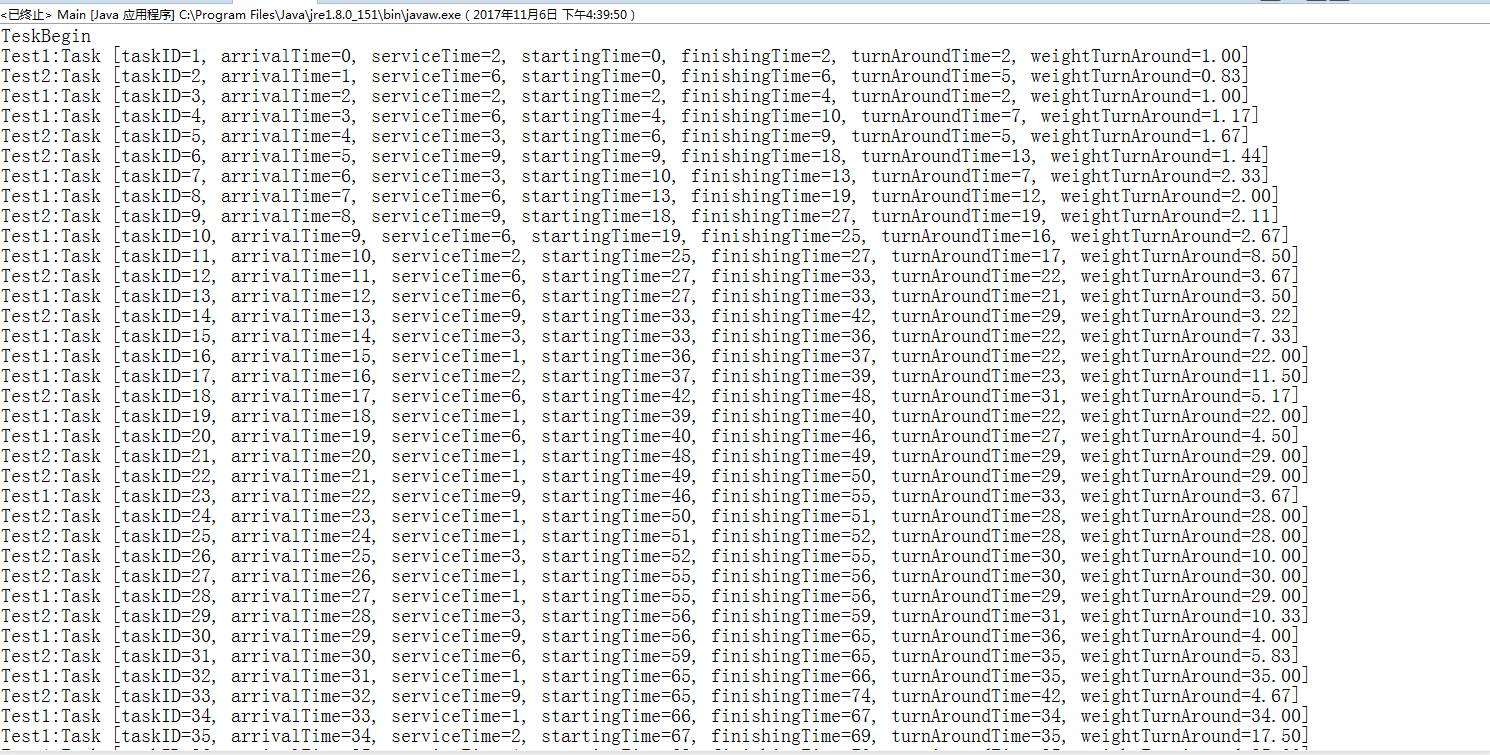 <已终止> Main [Java 应用程序] C:\Program Files\Java\jre1.8.0_151\bin\javaw.exe ( 2017年11月6日 下午4:39:50 )
TeskBegin
Test1:Task [taskID=1, arrivalTime=0, serviceTime=2, startingTime=0, finishingTime=2, turnAroundTime=2, weightTurnAround=1.00]
Test2:Task [taskID=2, arrivalTime=1, serviceTime=6, startingTime=0, finishingTime=6, turnAroundTime=5, weightTurnAround=0.83]
Test1:Task [taskID=3, arrivalTime=2, serviceTime=2, startingTime=2, finishingTime=4, turnAroundTime=2, weightTurnAround=1.00]
Test1:Task [taskID=4, arrivalTime=3, serviceTime=6, startingTime=4, finishingTime=10, turnAroundTime=7, weightTurnAround=1.17]
Test2:Task [taskID=5, arrivalTime=4, serviceTime=3, startingTime=6, finishingTime=9, turnAroundTime=5, weightTurnAround=1.67]
Test2:Task [taskID=6, arrivalTime=5, serviceTime=9, startingTime=9, finishingTime=18, turnAroundTime=13, weightTurnAround=1.44]
Test1:Task [taskID=7, arrivalTime=6, serviceTime=3, startingTime=10, finishingTime=13, turnAroundTime=7, weightTurnAround=2.33]
Test1:Task [taskID=8, arrivalTime=7, serviceTime=6, startingTime=13, finishingTime=19, turnAroundTime=12, weightTurnAround=2.00]
Test2:Task [taskID=9, arrivalTime=8, serviceTime=9, startingTime=18, finishingTime=27, turnAroundTime=19, weightTurnAround=2.11]
Test1:Task [taskID=10, arrivalTime=9, serviceTime=6, startingTime=19, finishingTime=25, turnAroundTime=16, weightTurnAround=2.67]
Test1:Task [taskID=11, arrivalTime=10, serviceTime=2, startingTime=25, finishingTime=27, turnAroundTime=17, weightTurnAround=8.50]
Test2:Task [taskID=12, arrivalTime=11, serviceTime=6, startingTime=27, finishingTime=33, turnAroundTime=22, weightTurnAround=3.67]
Test1:Task [taskID=13, arrivalTime=12, serviceTime=6, startingTime=27, finishingTime=33, turnAroundTime=21, weightTurnAround=3.50]
Test2:Task [taskID=14, arrivalTime=13, serviceTime=9, startingTime=33, finishingTime=42, turnAroundTime=29, weightTurnAround=3.22]
Test1:Task [taskID=15, arrivalTime=14, serviceTime=3, startingTime=33, finishingTime=36, turnAroundTime=22, weightTurnAround=7.33]
Test1:Task [taskID=16, arrivalTime=15, serviceTime=1, startingTime=36, finishingTime=37, turnAroundTime=22, weightTurnAround=22.00]
Test1:Task [taskID=17, arrivalTime=16, serviceTime=2, startingTime=37, finishingTime=39, turnAroundTime=23, weightTurnAround=11.50]
Test2:Task [taskID=18, arrivalTime=17, serviceTime=6, startingTime=42, finishingTime=48, turnAroundTime=31, weightTurnAround=5.17]
Test1:Task [taskID=19, arrivalTime=18, serviceTime=1, startingTime=39, finishingTime=40, turnAroundTime=22, weightTurnAround=22.00]
Test1:Task [taskID=20, arrivalTime=19, serviceTime=6, startingTime=40, finishingTime=46, turnAroundTime=27, weightTurnAround=4.50]
Test2:Task [taskID=21, arrivalTime=20, serviceTime=1, startingTime=48, finishingTime=49, turnAroundTime=29, weightTurnAround=29.00]
Test2:Task [taskID=22, arrivalTime=21, serviceTime=1, startingTime=49, finishingTime=50, turnAroundTime=29, weightTurnAround=29.00]
Test1:Task [taskID=23, arrivalTime=22, serviceTime=9, startingTime=46, finishingTime=55, turnAroundTime=33, weightTurnAround=3.67]
Test2:Task [taskID=24, arrivalTime=23, serviceTime=1, startingTime=50, finishingTime=51, turnAroundTime=28, weightTurnAround=28.00]
Test2:Task [taskID=25, arrivalTime=24, serviceTime=1, startingTime=51, finishingTime=52, turnAroundTime=28, weightTurnAround=28.00]
Test2:Task [taskID=26, arrivalTime=25, serviceTime=3, startingTime=52, finishingTime=55, turnAroundTime=30, weightTurnAround=10.00]
Test2:Task [taskID=27, arrivalTime=26, serviceTime=1, startingTime=55, finishingTime=56, turnAroundTime=30, weightTurnAround=30.00]
Test1:Task [taskID=28, arrivalTime=27, serviceTime=1, startingTime=55, finishingTime=56, turnAroundTime=29, weightTurnAround=29.00]
Test2:Task [taskID=29, arrivalTime=28, serviceTime=3, startingTime=56, finishingTime=59, turnAroundTime=31, weightTurnAround=10.33]
Test1:Task [taskID=30, arrivalTime=29, serviceTime=9, startingTime=56, finishingTime=65, turnAroundTime=36, weightTurnAround=4.00]
Test2:Task [taskID=31, arrivalTime=30, serviceTime=6, startingTime=59, finishingTime=65, turnAroundTime=35, weightTurnAround=5.83]
Test1:Task [taskID=32, arrivalTime=31, serviceTime=1, startingTime=65, finishingTime=66, turnAroundTime=35, weightTurnAround=35.00]
Test2:Task [taskID=33, arrivalTime=32, serviceTime=9, startingTime=65, finishingTime=74, turnAroundTime=42, weightTurnAround=4.67]
Test1:Task [taskID=34, arrivalTime=33, serviceTime=1, startingTime=66, finishingTime=67, turnAroundTime=34, weightTurnAround=34.00]
Test1:Task [taskID=35, arrivalTime=34, serviceTime=2, startingTime=67, finishingTime=69, turnAroundTime=35, weightTurnAround=17.50]